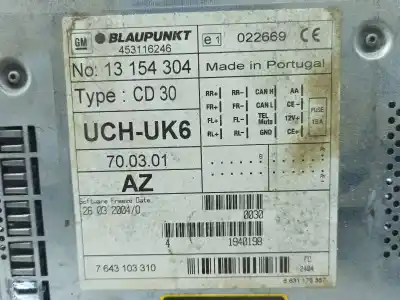 GM BLAUPUNKT
453116246
e1 022669 CE
No: 13 154 304
Made in Portugal
Type : CD 30
RR+ RR- CAN H AA
FR+ FR- CAN L CE-
FL+ FL- TEL Mute 12V+
RL+ RL- GND CE+
FUSE
15 A
UCH-UK6
70.03.01
AZ
Software Freeze Date
26 03 2004/0
0030
4 1940198
7 643 103 310